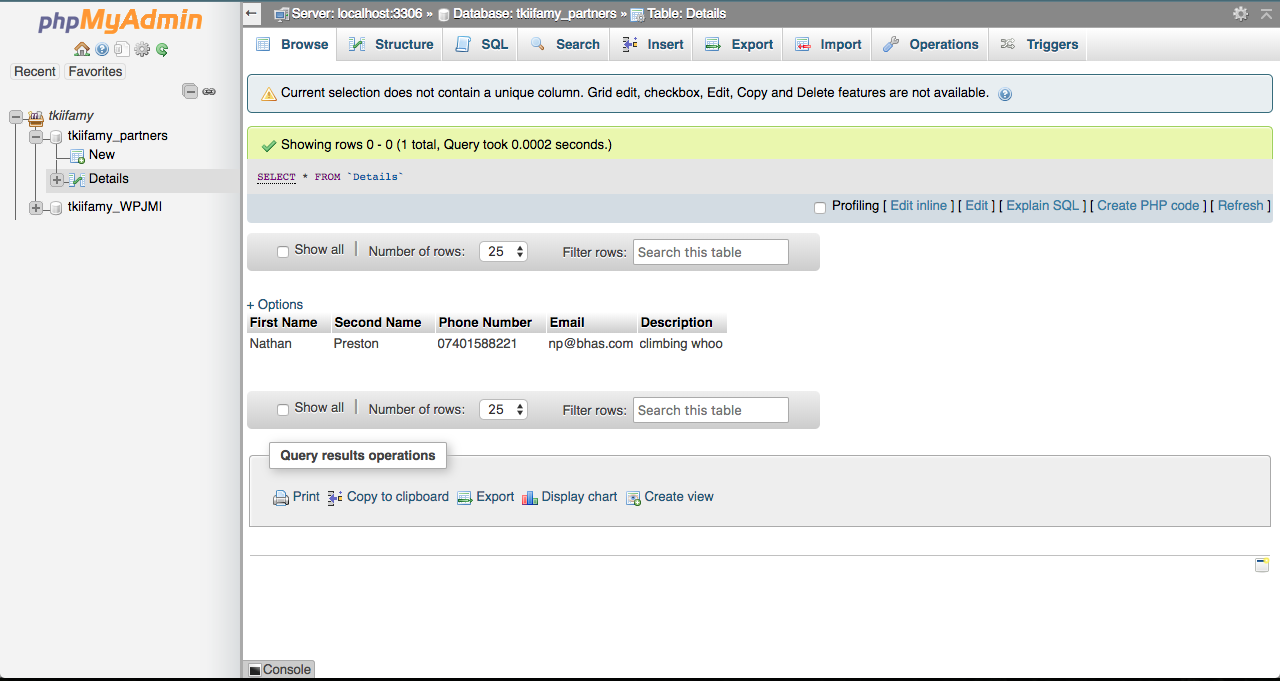 phpMyAdmin
Recent Favorites
tkiifamy
tkiifamy_partners
New
Details
tkiifamy_WPJMI
Server: localhost:3306 » Database: tkiifamy_partners » Table: Details
Browse Structure SQL Search Insert Export Import Operations Triggers
Current selection does not contain a unique column. Grid edit, checkbox, Edit, Copy and Delete features are not available.
Showing rows 0 - 0 (1 total, Query took 0.0002 seconds.)
SELECT * FROM `Details`
Profiling [ Edit inline ] [ Edit ] [ Explain SQL ] [ Create PHP code ] [ Refresh ]
Show all | Number of rows: 25 Filter rows: Search this table
+ Options
First Name Second Name Phone Number Email Description
Nathan Preston 07401588221 np@bhas.com climbing whoo
Show all | Number of rows: 25 Filter rows: Search this table
Query results operations
Print Copy to clipboard Export Display chart Create view
Console